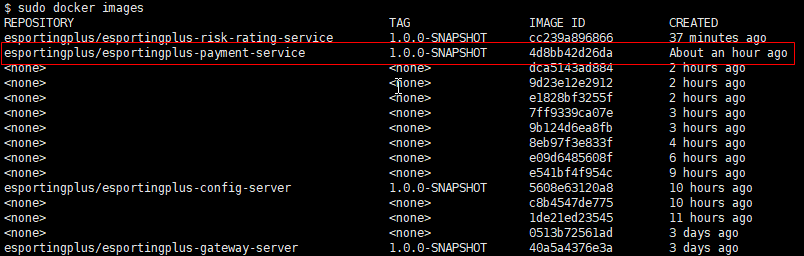 $ sudo docker images
REPOSITORY TAG IMAGE ID CREATED
esportingplus/esportingplus-risk-rating-service 1.0.0-SNAPSHOT cc239a896866 37 minutes ago
esportingplus/esportingplus-payment-service 1.0.0-SNAPSHOT 4d8bb42d26da About an hour ago
<none> <none> dca5143ad884 2 hours ago
<none> <none> 9d23e12e2912 2 hours ago
<none> <none> e1828bf3255f 2 hours ago
<none> <none> 7ff9339ca07e 3 hours ago
<none> <none> 9b124d6ea8fb 3 hours ago
<none> <none> 8eb97f3e833f 4 hours ago
<none> <none> e09d6485608f 6 hours ago
<none> <none> e541bf4f954c 9 hours ago
esportingplus/esportingplus-config-server 1.0.0-SNAPSHOT 5608e63120a8 10 hours ago
<none> <none> c8b4547de775 10 hours ago
<none> <none> 1de21ed23545 11 hours ago
<none> <none> 0513b72561ad 3 days ago
esportingplus/esportingplus-gateway-server 1.0.0-SNAPSHOT 40a5a4376e3a 3 days ago